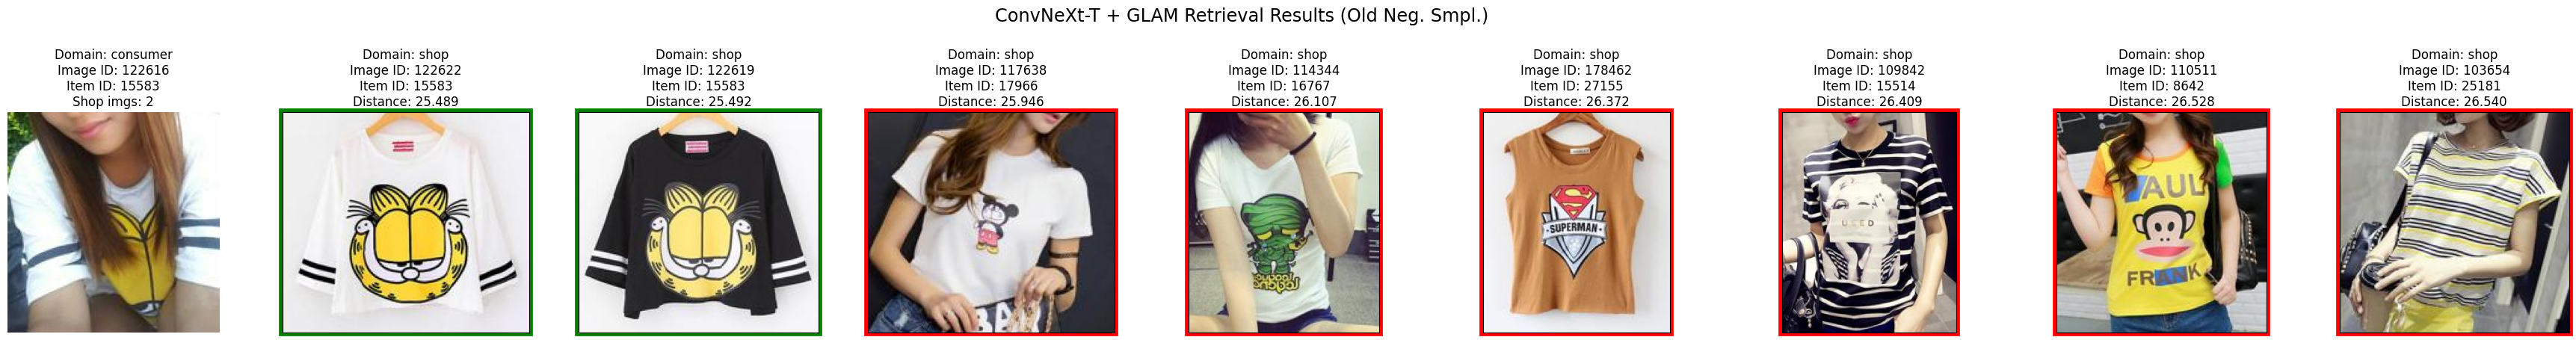 ConvNeXt-T + GLAM Retrieval Results (Old Neg. Smpl.)
Domain: consumer
Image ID: 122616
Item ID: 15583
Shop imgs: 2
Domain: shop
Image ID: 122622
Item ID: 15583
Distance: 25.489
Domain: shop
Image ID: 122619
Item ID: 15583
Distance: 25.492
Domain: shop
Image ID: 117638
Item ID: 17966
Distance: 25.946
Domain: shop
Image ID: 114344
Item ID: 16767
Distance: 26.107
Domain: shop
Image ID: 178462
Item ID: 27155
Distance: 26.372
SUPERMAN
Domain: shop
Image ID: 109842
Item ID: 15514
Distance: 26.409
USED
Domain: shop
Image ID: 110511
Item ID: 8642
Distance: 26.528
PAUL
FRANK
Domain: shop
Image ID: 103654
Item ID: 25181
Distance: 26.540